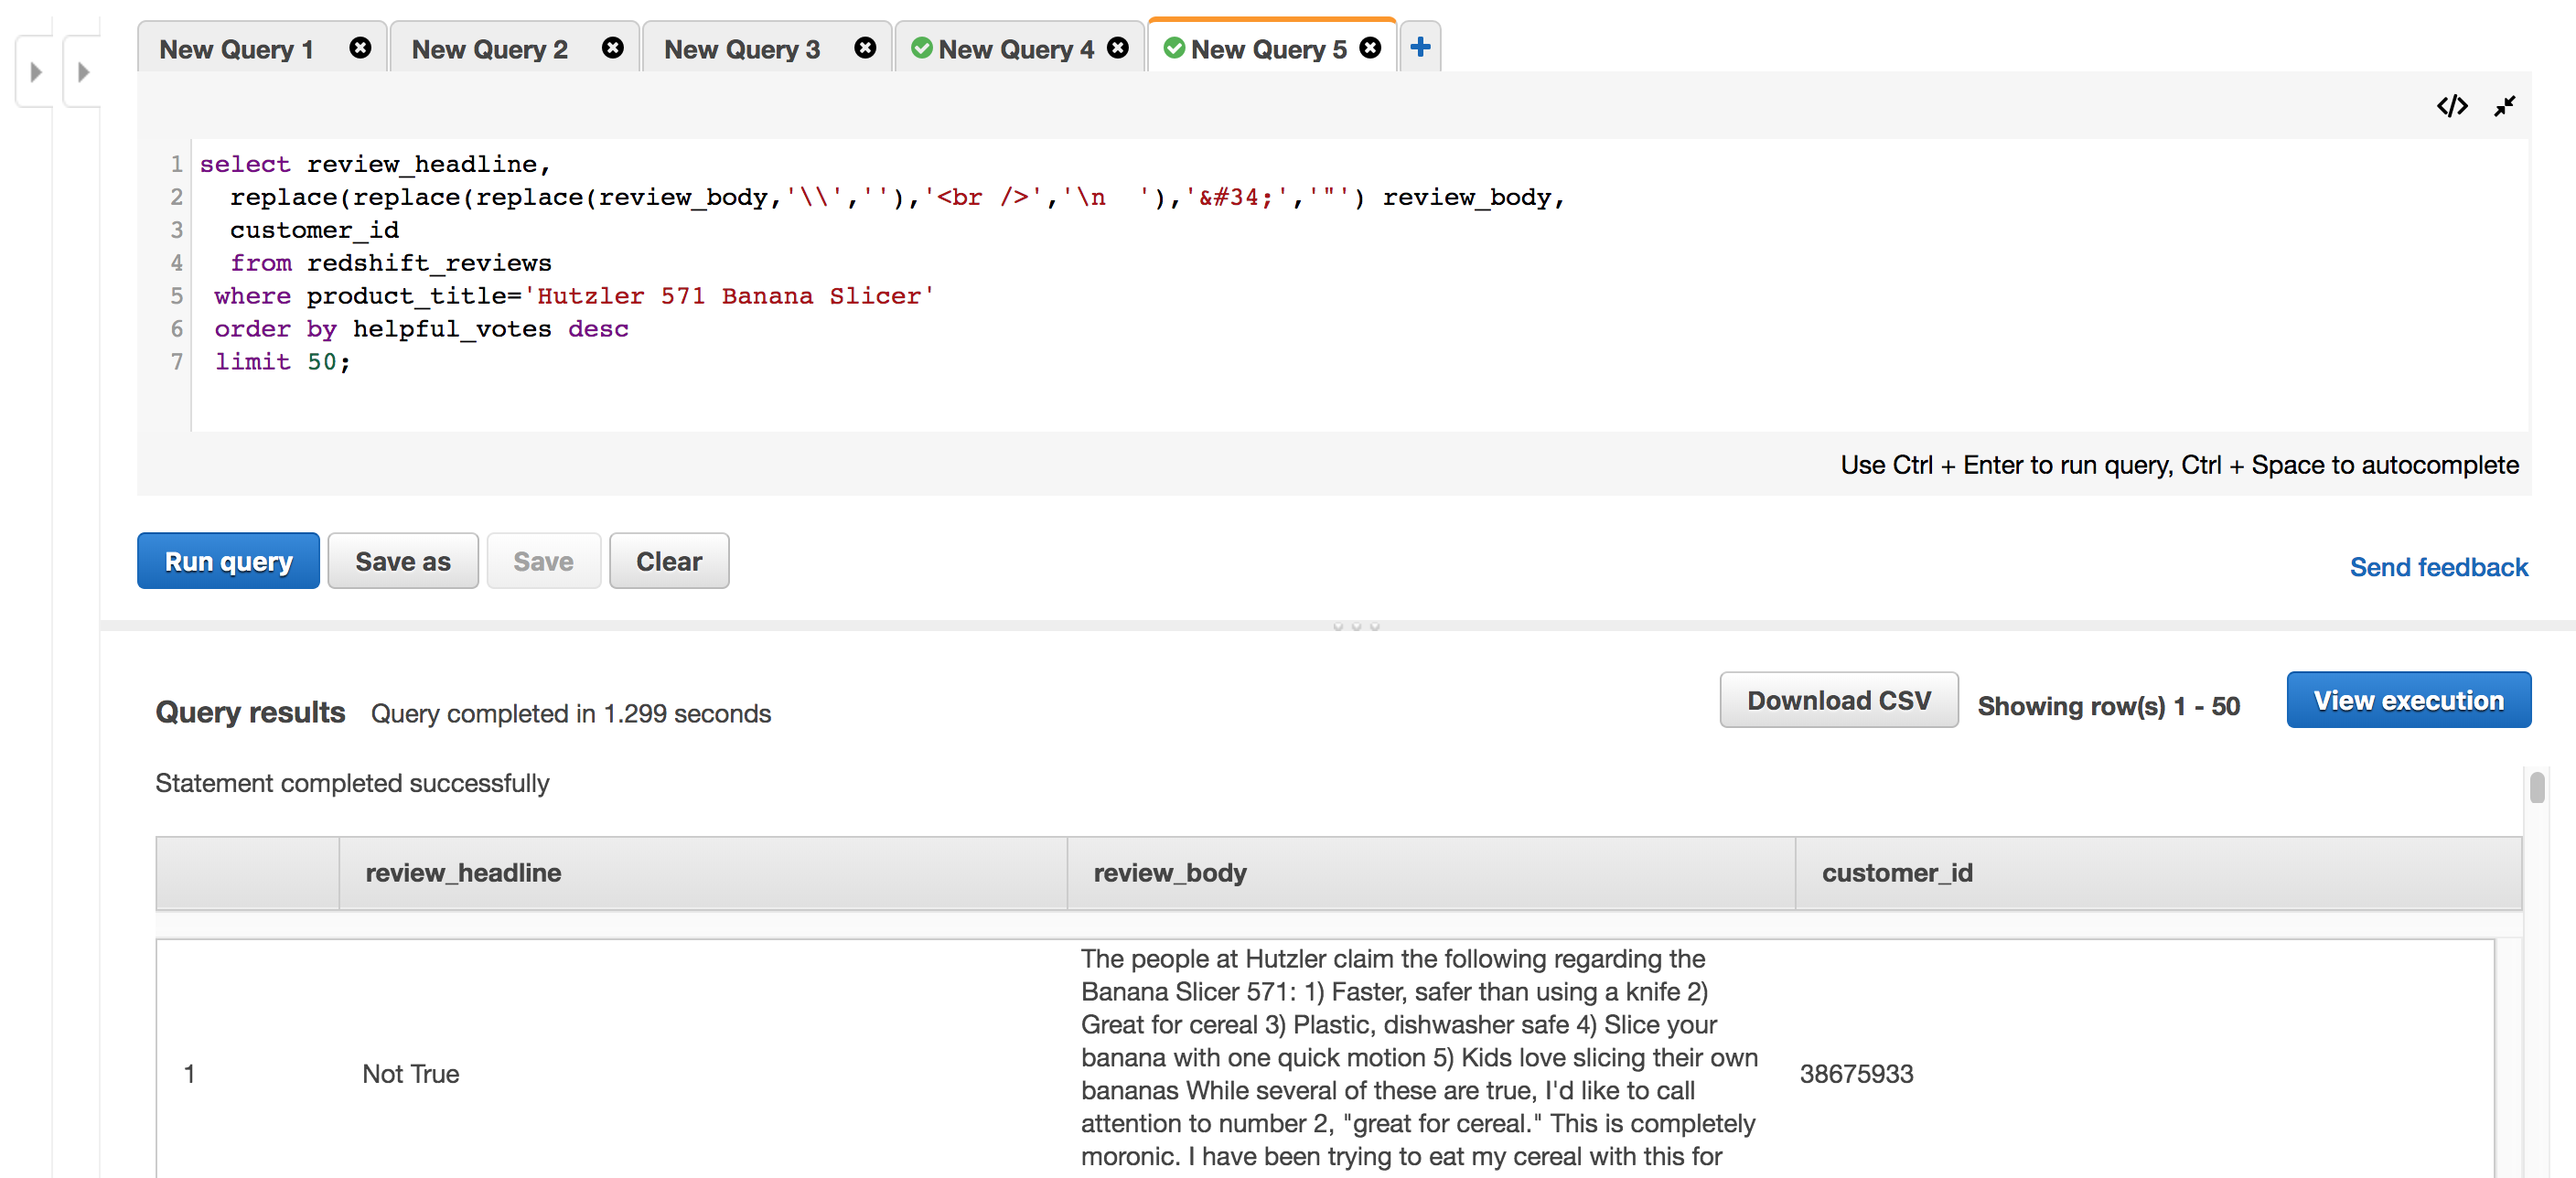 New Query 1
New Query 2
New Query 3
New Query 4
New Query 5
+
</>
1 select review_headline,
2   replace(replace(replace(review_body,'\\',''),'<br />','\n  '),'&#34;','"') review_body,
3   customer_id
4   from redshift_reviews
5  where product_title='Hutzler 571 Banana Slicer'
6  order by helpful_votes desc
7  limit 50;
Use Ctrl + Enter to run query, Ctrl + Space to autocomplete
Run query
Save as
Save
Clear
Send feedback
Query results
Query completed in 1.299 seconds
Download CSV
Showing row(s) 1 - 50
View execution
Statement completed successfully
review_headline
review_body
customer_id
1
Not True
The people at Hutzler claim the following regarding the
Banana Slicer 571: 1) Faster, safer than using a knife 2)
Great for cereal 3) Plastic, dishwasher safe 4) Slice your
banana with one quick motion 5) Kids love slicing their own
bananas While several of these are true, I'd like to call
attention to number 2, "great for cereal." This is completely
moronic. I have been trying to eat my cereal with this for
38675933